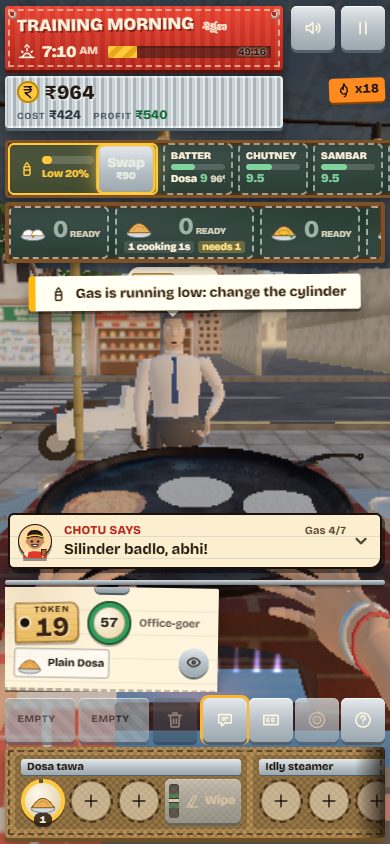 TRAINING MORNING शिक्षण
7:10 AM
49:16
₹964
COST ₹424 PROFIT ₹540
x18
Low 20%
Swap
₹90
BATTER
Dosa 9 96%
CHUTNEY
9.5
SAMBAR
9.5
0 READY
0 READY
1 cooking 1s needs 1
0 READY
Gas is running low: change the cylinder
CHOTU SAYS
Gas 4/7
Silinder badlo, abhi!
TOKEN
19
57
Office-goer
Plain Dosa
EMPTY
EMPTY
CC
Dosa tawa
Idly steamer
1
Wipe